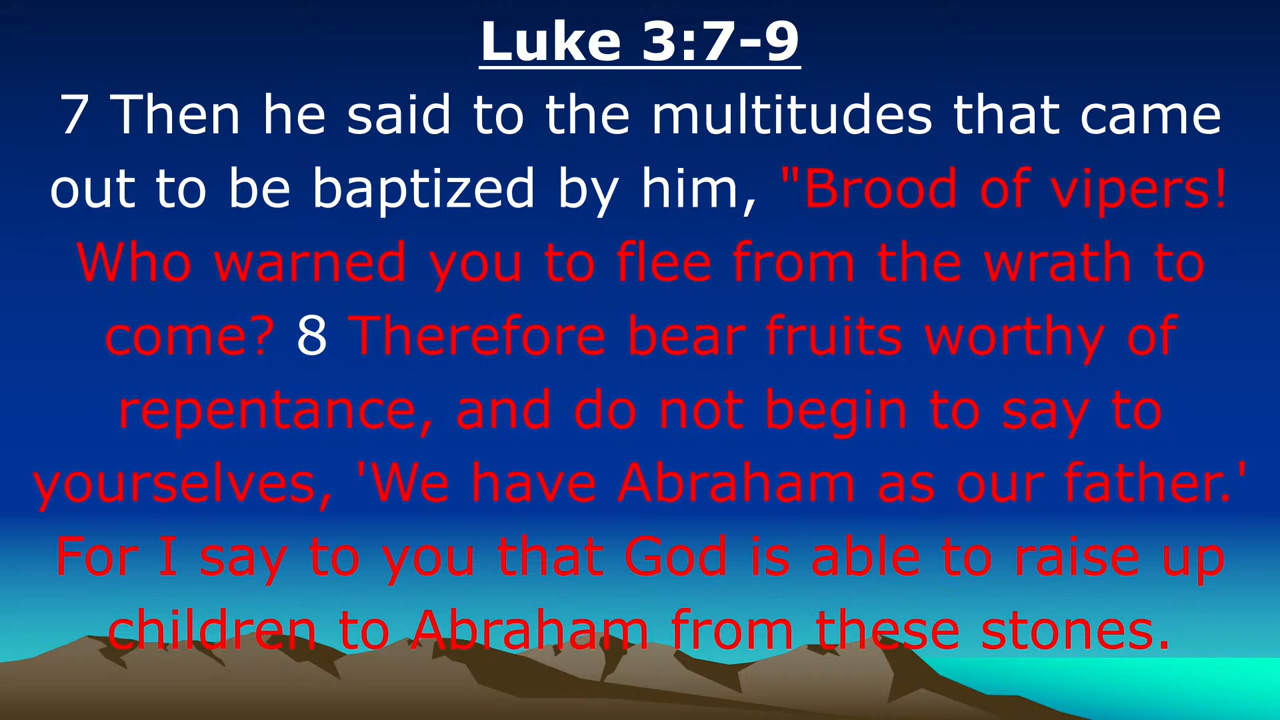 Luke 3:7-9
7 Then he said to the multitudes that came
out to be baptized by him, "Brood of vipers!
Who warned you to flee from the wrath to
come? 8 Therefore bear fruits worthy of
repentance, and do not begin to say to
yourselves, 'We have Abraham as our father.'
For I say to you that God is able to raise up
children to Abraham from these stones.